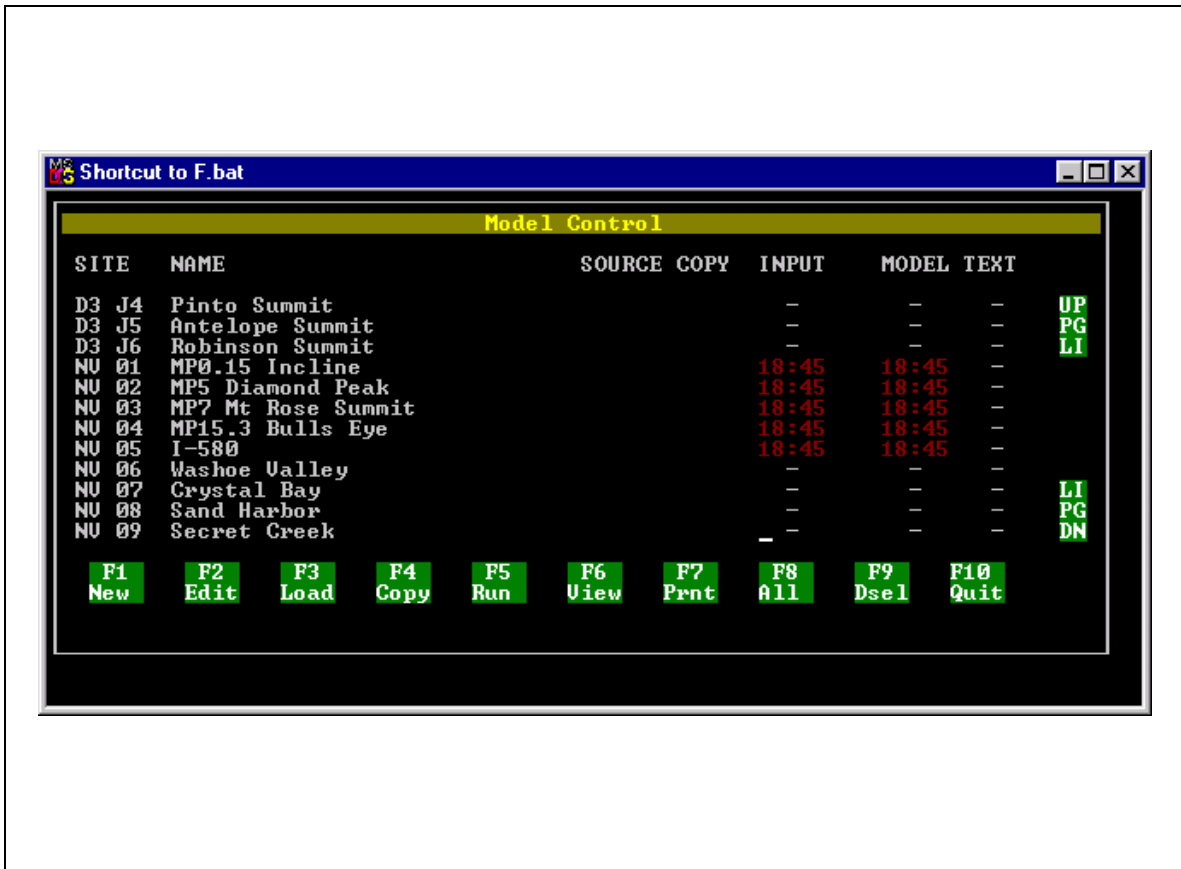 Shortcut to F.bat
Model Control
SITE NAME SOURCE COPY INPUT MODEL TEXT
D3 J4 Pinto Summit - - - UP
D3 J5 Antelope Summit - - - PG
D3 J6 Robinson Summit - - - LI
NV 01 MP0.15 Incline 18:45 18:45 -
NV 02 MP5 Diamond Peak 18:45 18:45 -
NV 03 MP7 Mt Rose Summit 18:45 18:45 -
NV 04 MP15.3 Bulls Eye 18:45 18:45 -
NV 05 I-580 18:45 18:45 -
NV 06 Washoe Valley - - -
NV 07 Crystal Bay - - - LI
NV 08 Sand Harbor - - - PG
NV 09 Secret Creek _ - - - DN
F1 F2 F3 F4 F5 F6 F7 F8 F9 F10
New Edit Load Copy Run View Prnt All Dsel Quit